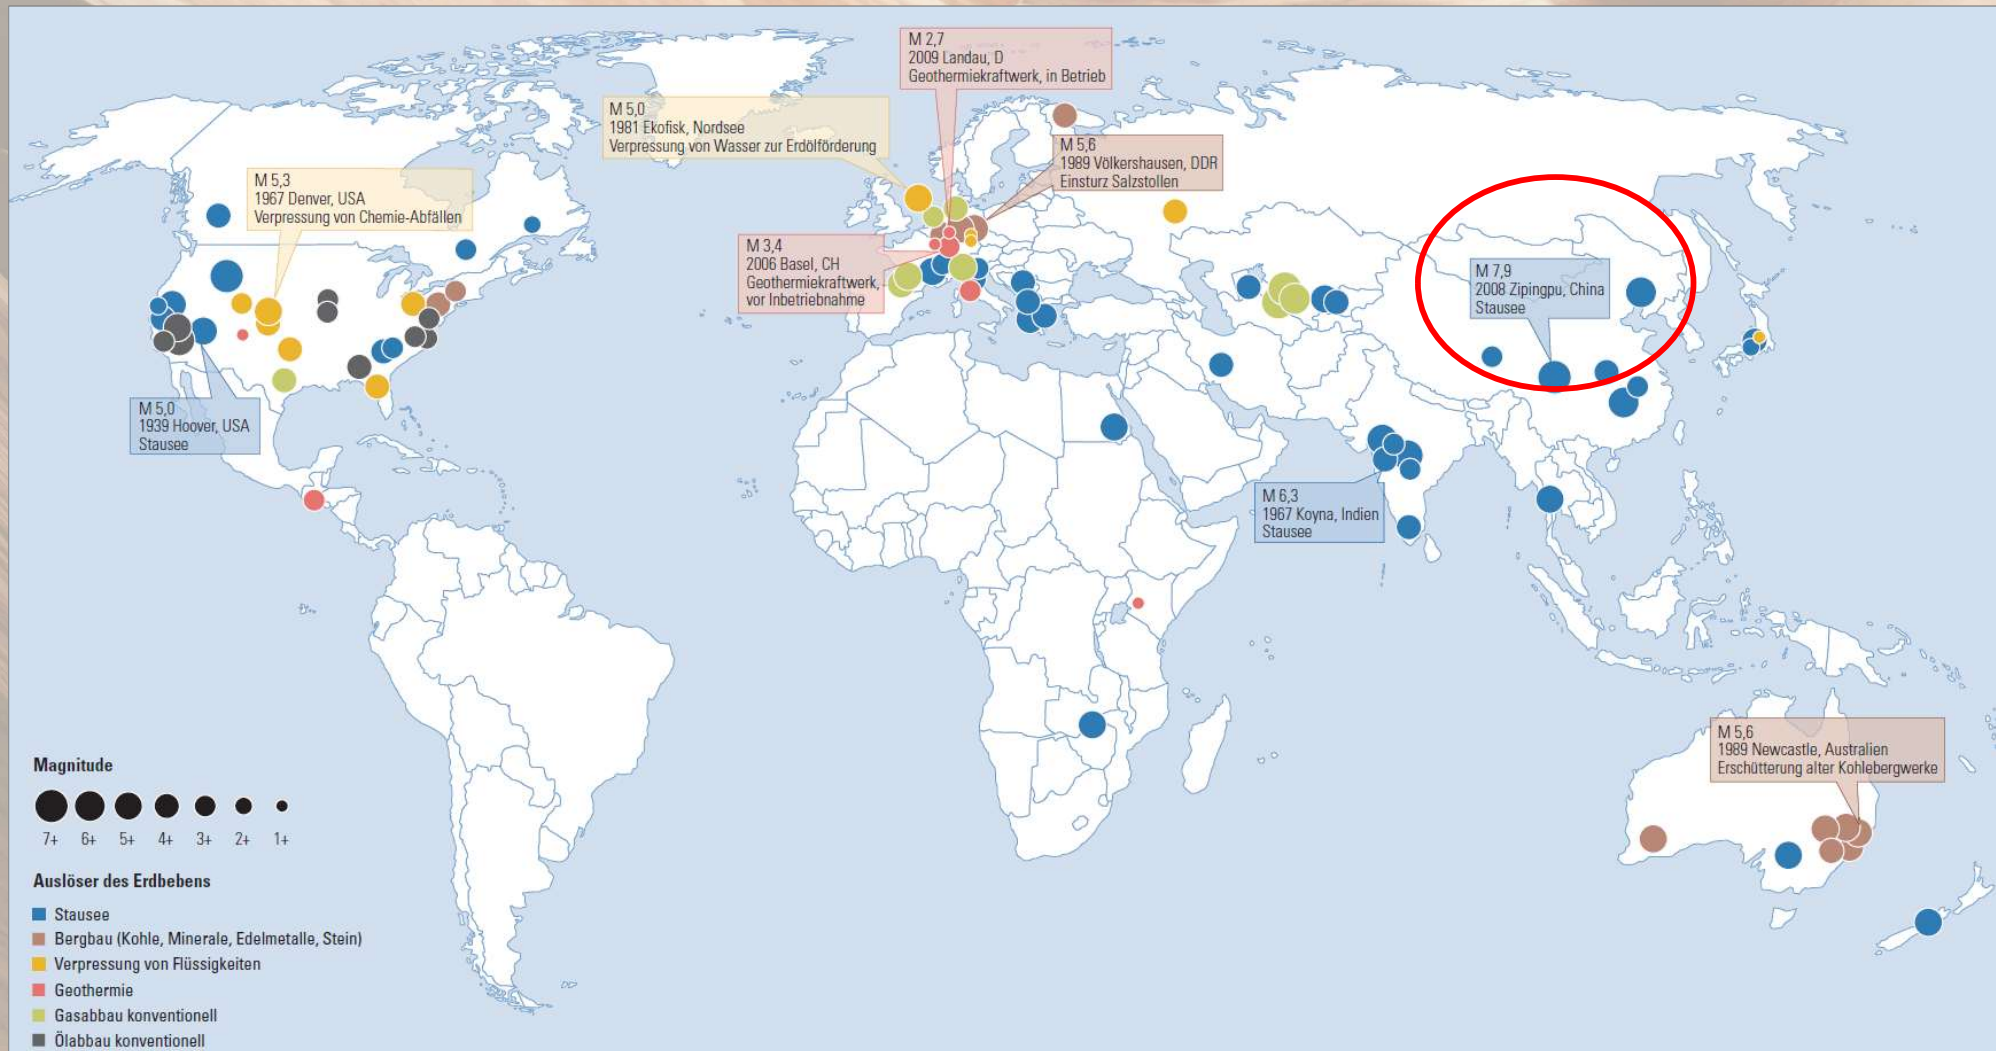 M 2,7
2009 Landau, D
Geothermiekraftwerk, in Betrieb
M 5,0
1981 Ekofisk, Nordsee
Verpressung von Wasser zur Erdölförderung
M 5,6
1989 Völkershausen, DDR
Einsturz Salzstollen
M 5,3
1967 Denver, USA
Verpressung von Chemie-Abfällen
M 3,4
2006 Basel, CH
Geothermiekraftwerk,
vor Inbetriebnahme
M 7,9
2008 Zipingpu, China
Stausee
M 5,0
1939 Hoover, USA
Stausee
M 6,3
1967 Koyna, Indien
Stausee
M 5,6
1989 Newcastle, Australien
Erschütterung alter Kohlebergwerke
Magnitude
7+ 6+ 5+ 4+ 3+ 2+ 1+
Auslöser des Erdbebens
Stausee
Bergbau (Kohle, Minerale, Edelmetalle, Stein)
Verpressung von Flüssigkeiten
Geothermie
Gasabbau konventionell
Ölabbau konventionell